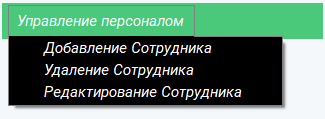 Управление персоналом
Добавление Сотрудника
Удаление Сотрудника
Редактирование Сотрудника